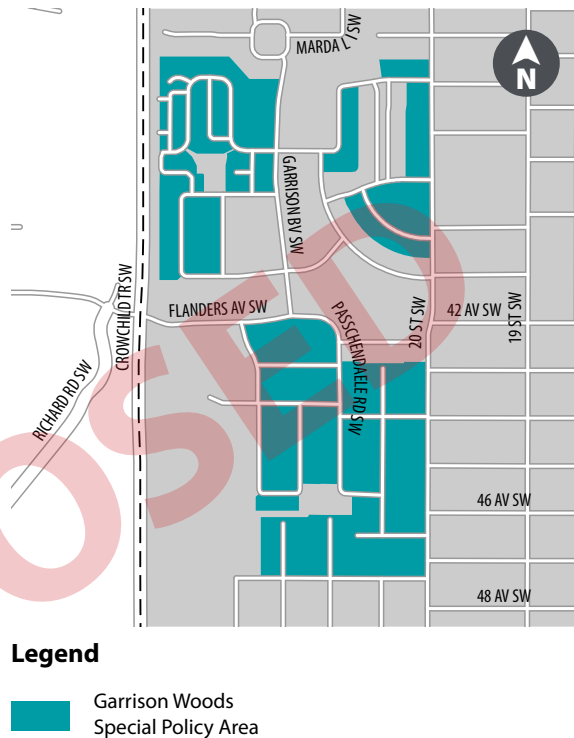 MARDA L / SW
N
GARRISON BV SW
FLANDERS AV SW
PASSCHENDAELE RD SW
20 ST SW
42 AV SW
19 ST SW
CROWCHILD TR SW
RICHARD RD SW
46 AV SW
48 AV SW
OSED
Legend
Garrison Woods
Special Policy Area